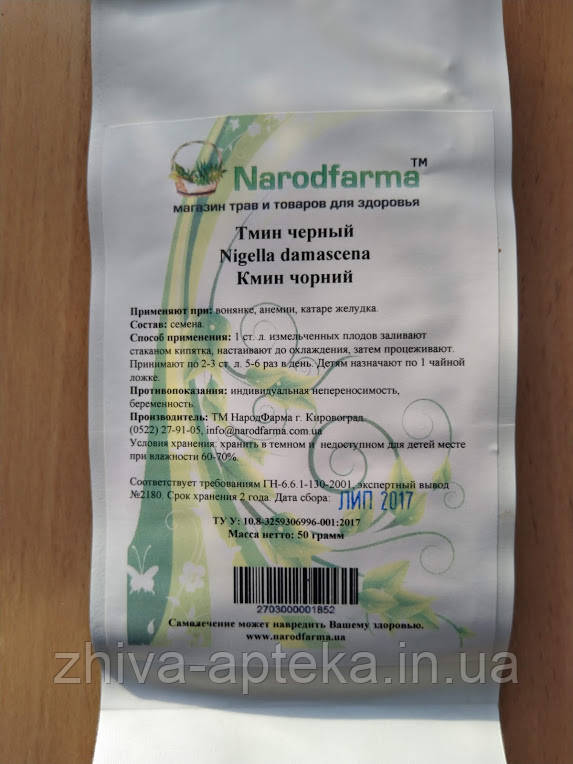 Narodfarma™
магазин трав и товаров для здоровья
Тмин черный
Nigella damascena
Кмин чорний
Применяют при: вонянке, анемии, катаре желудка.
Состав: семена.
Способ применения: 1 ст. л. измельченных плодов заливают
стаканом кипятка, настаивают до охлаждения, затем процеживают.
Принимают по 2-3 ст. л. 5-6 раз в день. Детям назначают по 1 чайной
ложке.
Противопоказания: индивидуальная непереносимость,
беременность.
Производитель: ТМ НародФарма г. Кировоград
(0522) 27-91-05, info@narodfarma.com.ua
Условия хранения: хранить в темном и недоступном для детей месте
при влажности 60-70%.
Соответствует требованиям ГН-6.6.1-130-2001, экспертный вывод
№2180. Срок хранения 2 года. Дата сбора: ЛИП 2017
ТУ У: 10.8-3259306996-001:2017
Масса нетто: 50 грамм
2703000001852
Самолечение может навредить Вашему здоровью.
www.narodfarma.ua
zhiva-apteka.in.ua